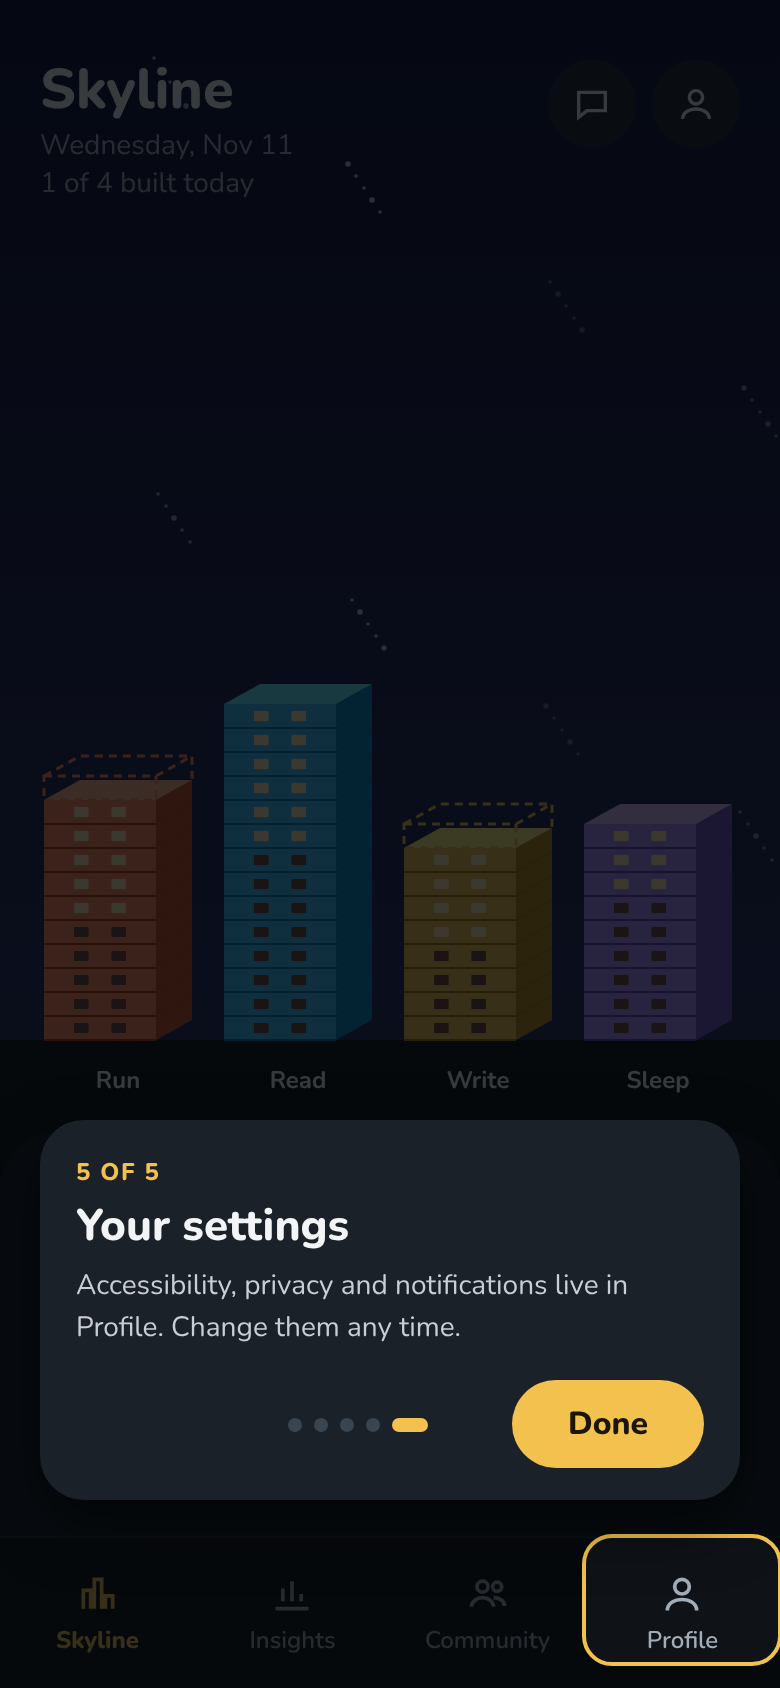 Skyline
Wednesday, Nov 11
1 of 4 built today
Run
Read
Write
Sleep
5 OF 5
Your settings
Accessibility, privacy and notifications live in
Profile. Change them any time.
Done
Skyline
Insights
Community
Profile